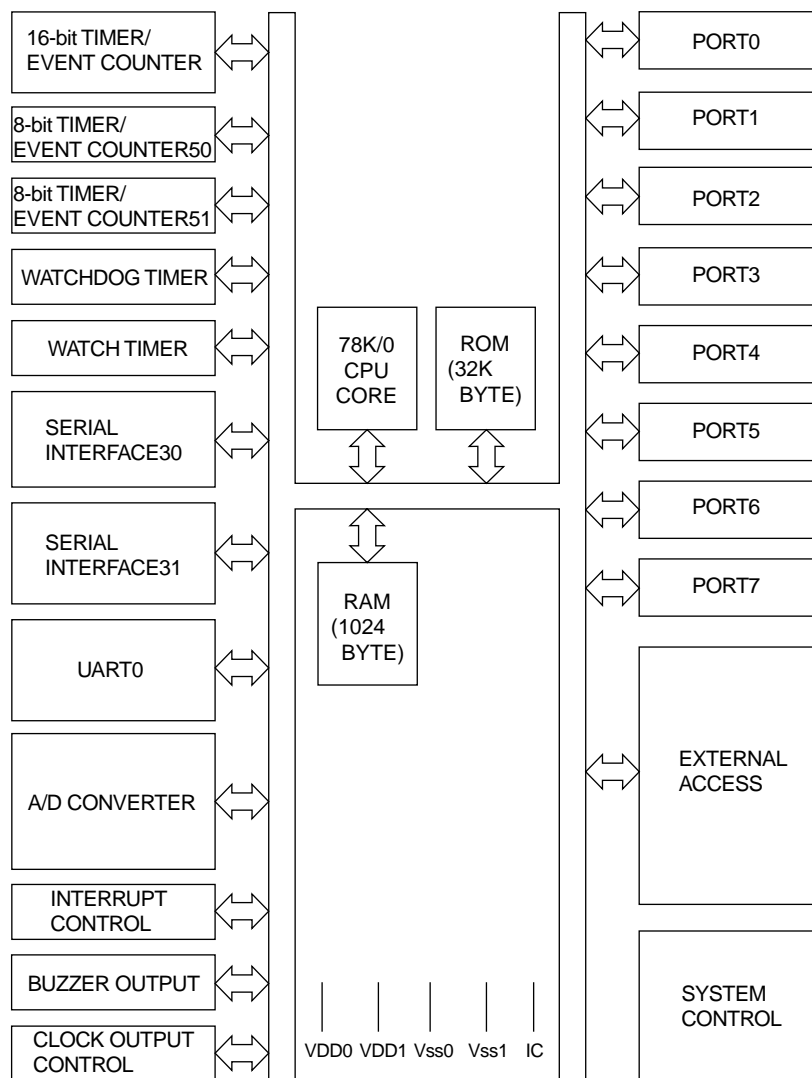 16-bit TIMER/
EVENT COUNTER
8-bit TIMER/
EVENT COUNTER50
8-bit TIMER/
EVENT COUNTER51
WATCHDOG TIMER
WATCH TIMER
SERIAL
INTERFACE30
SERIAL
INTERFACE31
UART0
A/D CONVERTER
INTERRUPT
CONTROL
BUZZER OUTPUT
CLOCK OUTPUT
CONTROL
78K/0
CPU
CORE
ROM
(32K
BYTE)
RAM
(1024
BYTE)
VDD0 VDD1 Vss0 Vss1 IC
PORT0
PORT1
PORT2
PORT3
PORT4
PORT5
PORT6
PORT7
EXTERNAL
ACCESS
SYSTEM
CONTROL